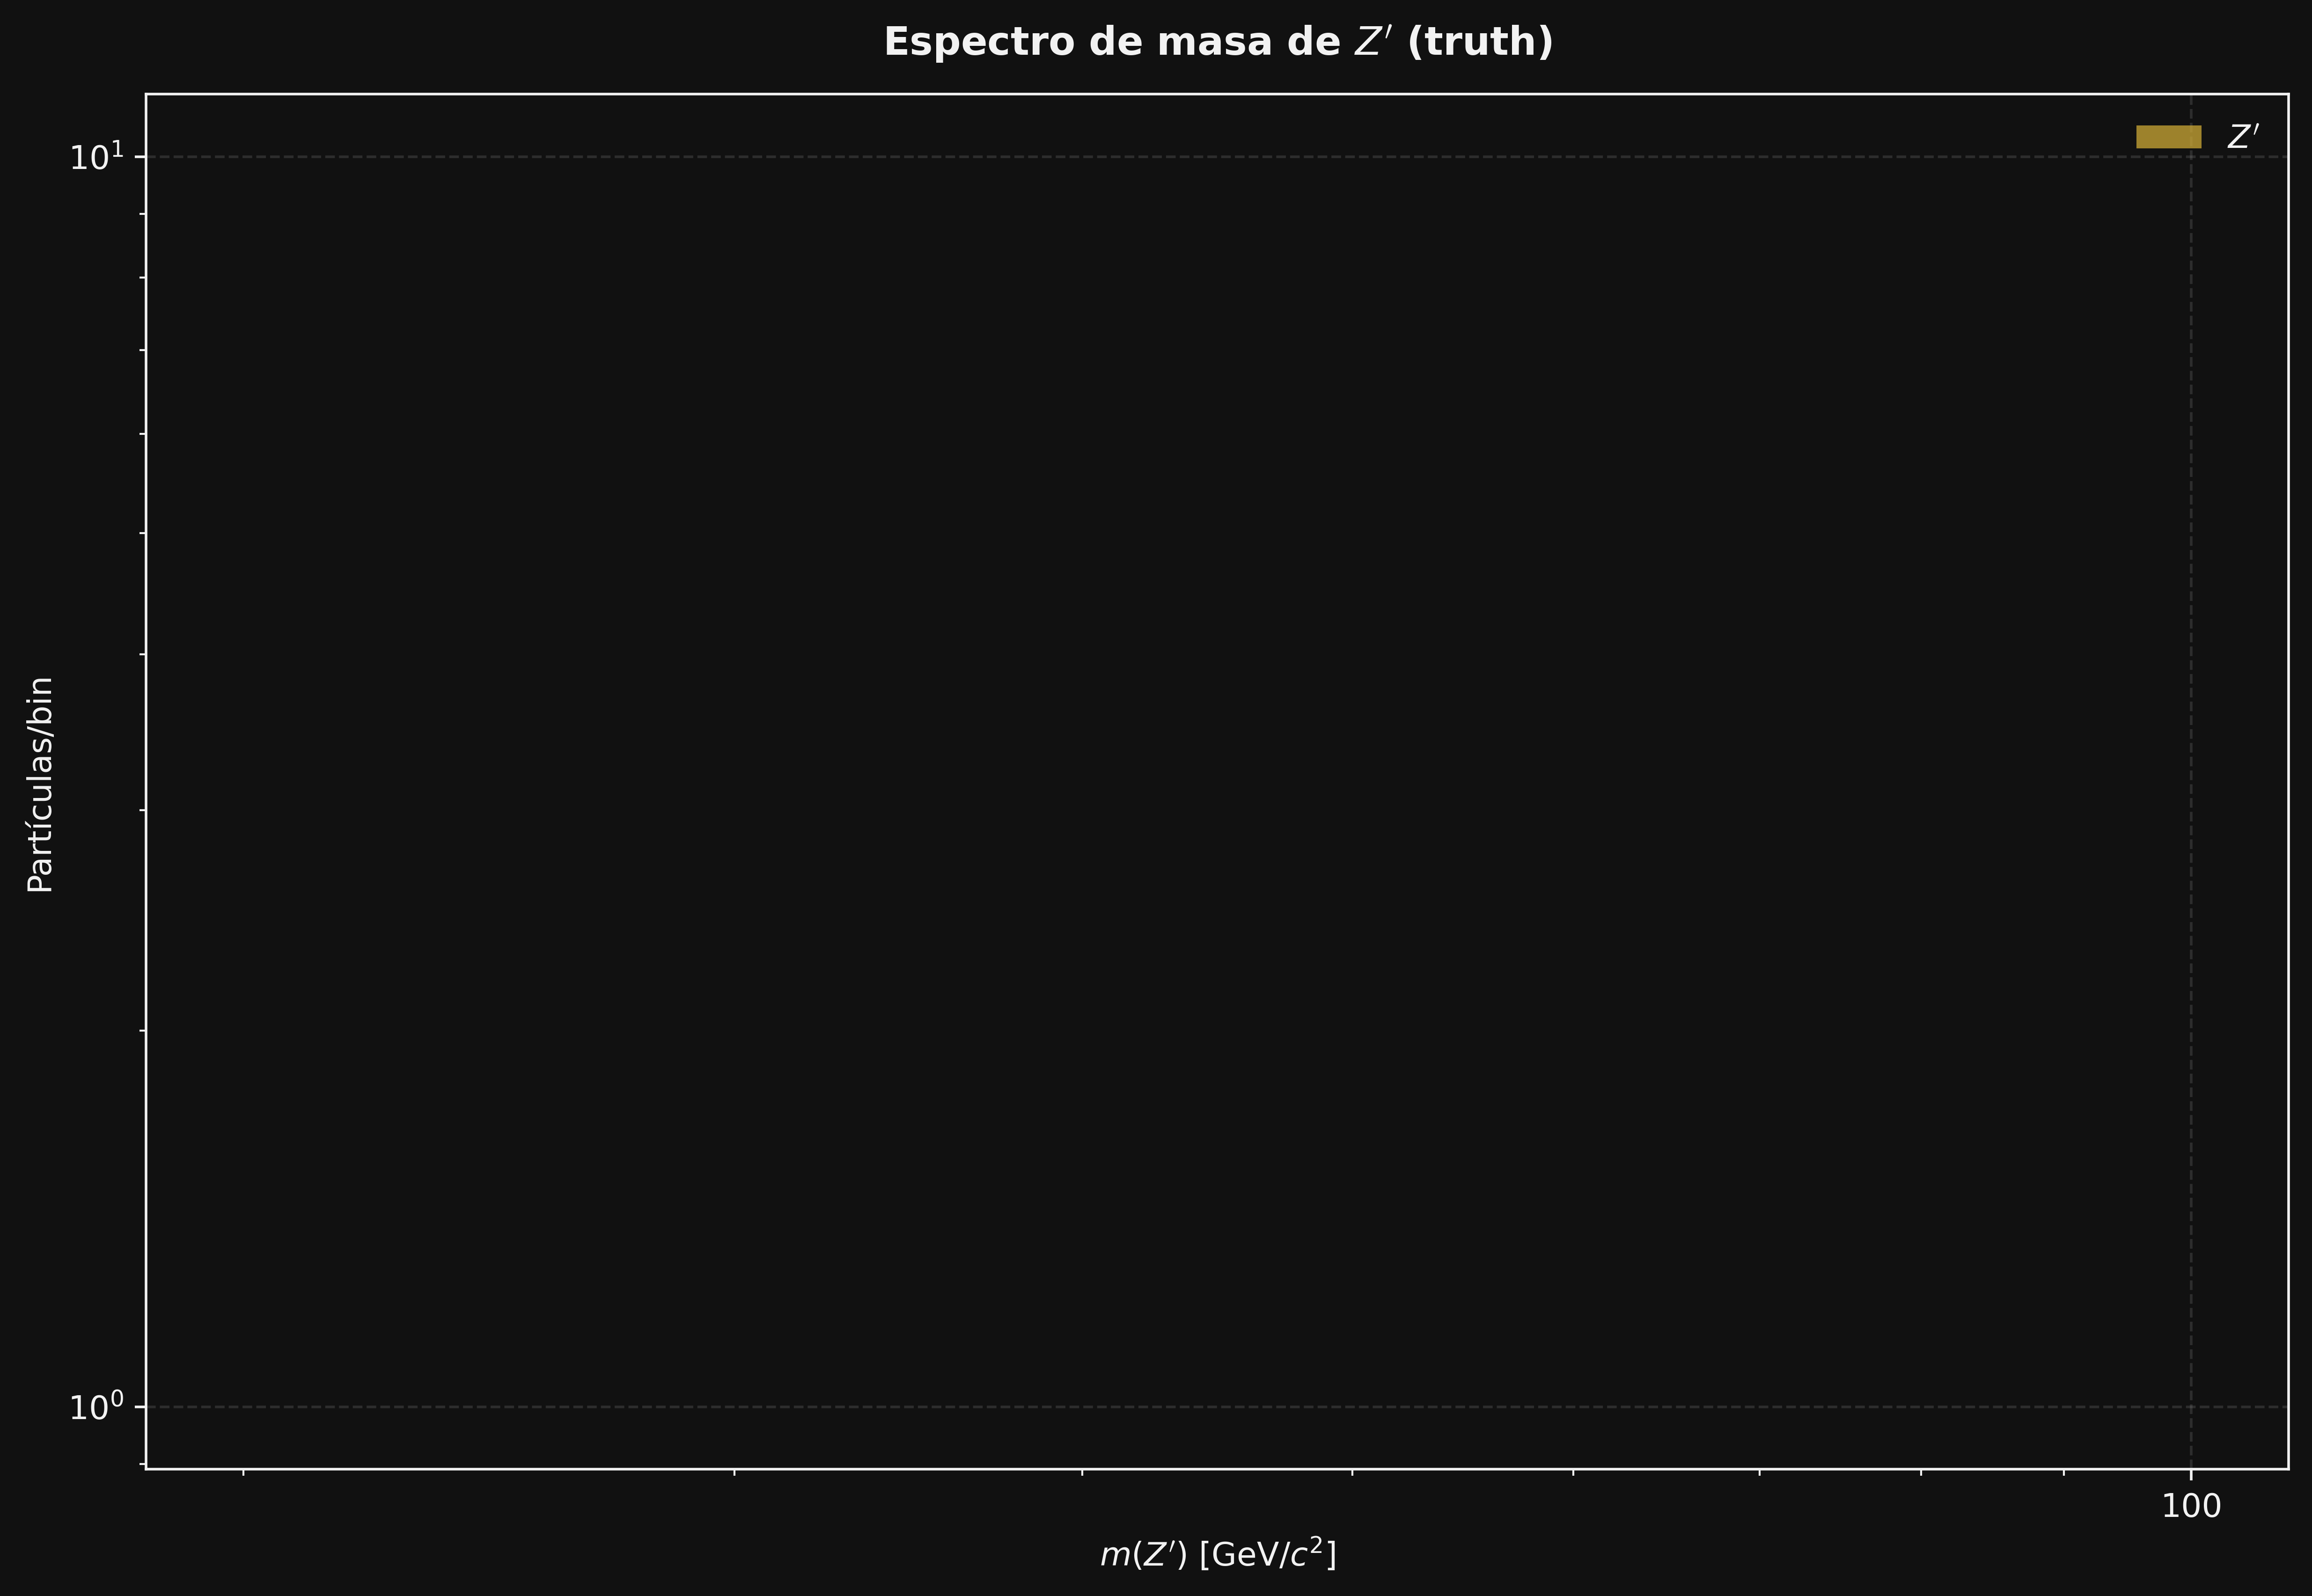 Espectro de masa de Z′ (truth)
Z′
10¹
Partículas/bin
10⁰
100
m(Z′) [GeV/c²]